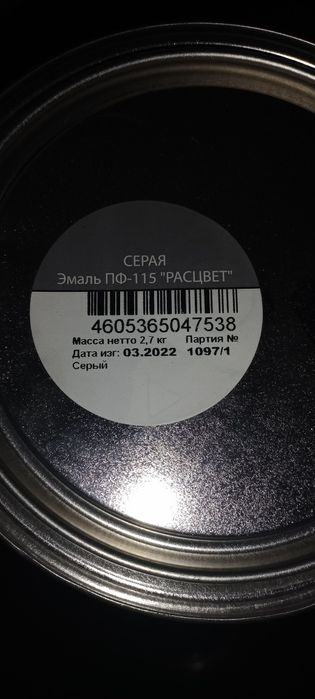 СЕРАЯ
Эмаль ПФ-115 "РАСЦВЕТ"
4605365047538
Масса нетто 2,7 кг Партия №
Дата изг: 03.2022 1097/1
Серый